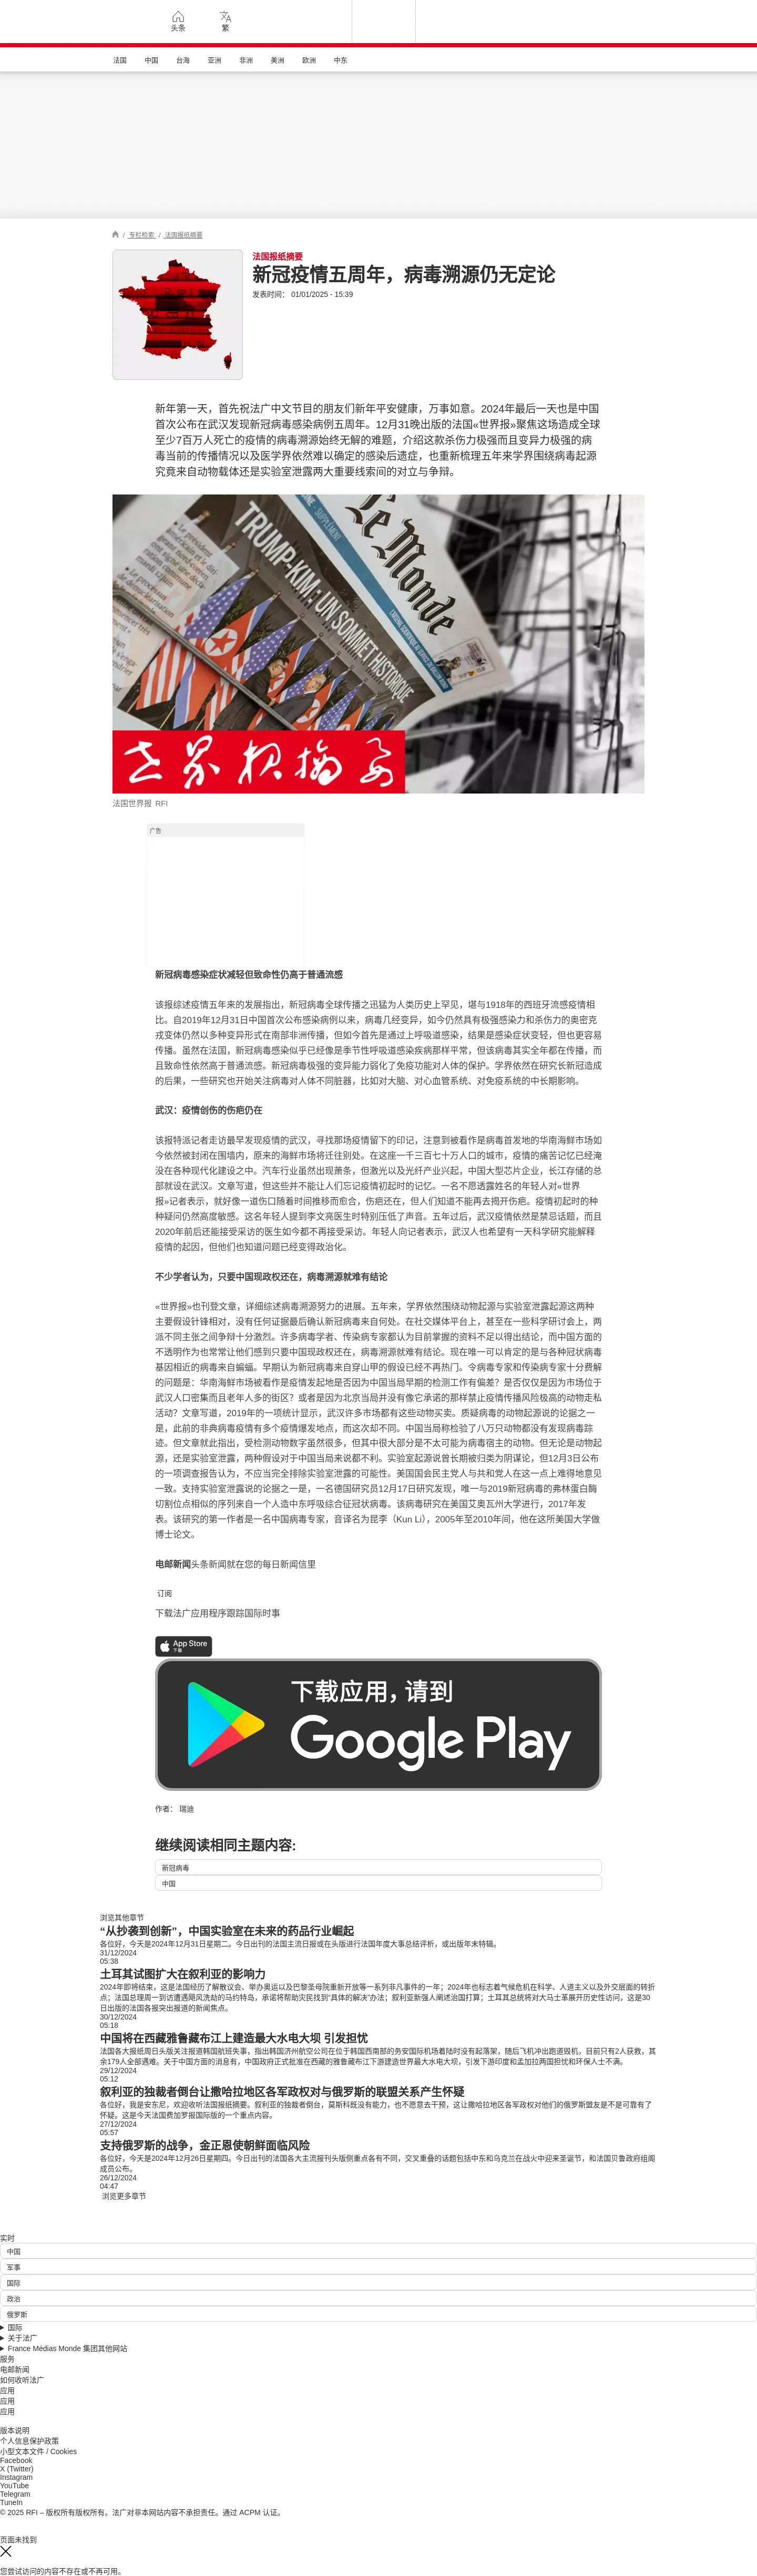 头条
繁
法国
中国
台海
亚洲
非洲
美洲
欧洲
中东
/ 专栏检索 / 法国报纸摘要
法国报纸摘要
新冠疫情五周年，病毒溯源仍无定论
发表时间： 01/01/2025 - 15:39
新年第一天，首先祝法广中文节目的朋友们新年平安健康，万事如意。2024年最后一天也是中国
首次公布在武汉发现新冠病毒感染病例五周年。12月31晚出版的法国«世界报»聚焦这场造成全球
至少7百万人死亡的疫情的病毒溯源始终无解的难题，介绍这款杀伤力极强而且变异力极强的病
毒当前的传播情况以及医学界依然难以确定的感染后遗症，也重新梳理五年来学界围绕病毒起源
究竟来自动物载体还是实验室泄露两大重要线索间的对立与争辩。
TRUMP-KIM: UN SOMMET HISTORIQUE
Le Monde
世界报摘要
法国世界报 RFI
广告
新冠病毒感染症状减轻但致命性仍高于普通流感
该报综述疫情五年来的发展指出，新冠病毒全球传播之迅猛为人类历史上罕见，堪与1918年的西班牙流感疫情相
比。自2019年12月31日中国首次公布感染病例以来，病毒几经变异，如今仍然具有极强感染力和杀伤力的奥密克
戎变体仍然以多种变异形式在南部非洲传播，但如今首先是通过上呼吸道感染，结果是感染症状变轻，但也更容易
传播。虽然在法国，新冠病毒感染似乎已经像是季节性呼吸道感染疾病那样平常，但该病毒其实全年都在传播，而
且致命性依然高于普通流感。新冠病毒极强的变异能力弱化了免疫功能对人体的保护。学界依然在研究长新冠造成
的后果，一些研究也开始关注病毒对人体不同脏器，比如对大脑、对心血管系统、对免疫系统的中长期影响。
武汉：疫情创伤的伤疤仍在
该报特派记者走访最早发现疫情的武汉，寻找那场疫情留下的印记，注意到被看作是病毒首发地的华南海鲜市场如
今依然被封闭在围墙内，原来的海鲜市场将迁往别处。在这座一千三百七十万人口的城市，疫情的痛苦记忆已经淹
没在各种现代化建设之中。汽车行业虽然出现萧条，但激光以及光纤产业兴起，中国大型芯片企业，长江存储的总
部就设在武汉。文章写道，但这些并不能让人们忘记疫情初起时的记忆。一名不愿透露姓名的年轻人对«世界
报»记者表示，就好像一道伤口随着时间推移而愈合，伤疤还在，但人们知道不能再去揭开伤疤。疫情初起时的种
种疑问仍然高度敏感。这名年轻人提到李文亮医生时特别压低了声音。五年过后，武汉疫情依然是禁忌话题，而且
2020年前后还能接受采访的医生如今都不再接受采访。年轻人向记者表示，武汉人也希望有一天科学研究能解释
疫情的起因，但他们也知道问题已经变得政治化。
不少学者认为，只要中国现政权还在，病毒溯源就难有结论
«世界报»也刊登文章，详细综述病毒溯源努力的进展。五年来，学界依然围绕动物起源与实验室泄露起源这两种
主要假设针锋相对，没有任何证据最后确认新冠病毒来自何处。在社交媒体平台上，甚至在一些科学研讨会上，两
派不同主张之间争辩十分激烈。许多病毒学者、传染病专家都认为目前掌握的资料不足以得出结论，而中国方面的
不透明作为也常常让他们感到只要中国现政权还在，病毒溯源就难有结论。现在唯一可以肯定的是与各种冠状病毒
基因相近的病毒来自蝙蝠。早期认为新冠病毒来自穿山甲的假设已经不再热门。令病毒专家和传染病专家十分费解
的问题是：华南海鲜市场被看作是疫情发起地是否因为中国当局早期的检测工作有偏差？是否仅仅是因为市场位于
武汉人口密集而且老年人多的街区？或者是因为北京当局并没有像它承诺的那样禁止疫情传播风险极高的动物走私
活动？文章写道，2019年的一项统计显示，武汉许多市场都有这些动物买卖。质疑病毒的动物起源说的论据之一
是，此前的非典病毒疫情有多个疫情爆发地点，而这次却不同。中国当局称检验了八万只动物都没有发现病毒踪
迹。但文章就此指出，受检测动物数字虽然很多，但其中很大部分是不太可能为病毒宿主的动物。但无论是动物起
源，还是实验室泄露，两种假设对于中国当局来说都不利。实验室起源说曾长期被归类为阴谋论，但12月3日公布
的一项调查报告认为，不应当完全排除实验室泄露的可能性。美国国会民主党人与共和党人在这一点上难得地意见
一致。支持实验室泄露说的论据之一是，一名德国研究员12月17日研究发现，唯一与2019新冠病毒的弗林蛋白酶
切割位点相似的序列来自一个人造中东呼吸综合征冠状病毒。该病毒研究在美国艾奥瓦州大学进行，2017年发
表。该研究的第一作者是一名中国病毒专家，音译名为昆李（Kun Li），2005年至2010年间，他在这所美国大学做
博士论文。
电邮新闻头条新闻就在您的每日新闻信里
订阅
下载法广应用程序跟踪国际时事
App Store
下载
下载应用，请到
Google Play
作者： 瑞迪
继续阅读相同主题内容:
新冠病毒
中国
浏览其他章节
“从抄袭到创新”，中国实验室在未来的药品行业崛起
各位好，今天是2024年12月31日星期二。今日出刊的法国主流日报或在头版进行法国年度大事总结评析，或出版年末特辑。
31/12/2024
05:38
土耳其试图扩大在叙利亚的影响力
2024年即将结束，这是法国经历了解散议会、举办奥运以及巴黎圣母院重新开放等一系列非凡事件的一年；2024年也标志着气候危机在科学、人道主义以及外交层面的转折
点；法国总理周一到访遭遇飓风洗劫的马约特岛，承诺将帮助灾民找到“具体的解决”办法；叙利亚新强人阐述治国打算；土耳其总统将对大马士革展开历史性访问，这是30
日出版的法国各报突出报道的新闻焦点。
30/12/2024
05:18
中国将在西藏雅鲁藏布江上建造最大水电大坝 引发担忧
法国各大报纸周日头版关注报道韩国航班失事，指出韩国济州航空公司在位于韩国西南部的务安国际机场着陆时没有起落架，随后飞机冲出跑道毁机，目前只有2人获救，其
余179人全部遇难。关于中国方面的消息有，中国政府正式批准在西藏的雅鲁藏布江下游建造世界最大水电大坝，引发下游印度和孟加拉两国担忧和环保人士不满。
29/12/2024
05:12
叙利亚的独裁者倒台让撒哈拉地区各军政权对与俄罗斯的联盟关系产生怀疑
各位好，我是安东尼，欢迎收听法国报纸摘要。叙利亚的独裁者倒台，莫斯科既没有能力，也不愿意去干预，这让撒哈拉地区各军政权对他们的俄罗斯盟友是不是可靠有了
怀疑。这是今天法国费加罗报国际版的一个重点内容。
27/12/2024
05:57
支持俄罗斯的战争，金正恩使朝鲜面临风险
各位好，今天是2024年12月26日星期四。今日出刊的法国各大主流报刊头版侧重点各有不同，交叉重叠的话题包括中东和乌克兰在战火中迎来圣诞节，和法国贝鲁政府组阁
成员公布。
26/12/2024
04:47
浏览更多章节
实时
中国
军事
国际
政治
俄罗斯
国际
关于法广
France Médias Monde 集团其他网站
服务
电邮新闻
如何收听法广
应用
应用
应用
版本说明
个人信息保护政策
小型文本文件 / Cookies
Facebook
X (Twitter)
Instagram
YouTube
Telegram
TuneIn
© 2025 RFI – 版权所有版权所有。法广对非本网站内容不承担责任。通过 ACPM 认证。
页面未找到
您尝试访问的内容不存在或不再可用。